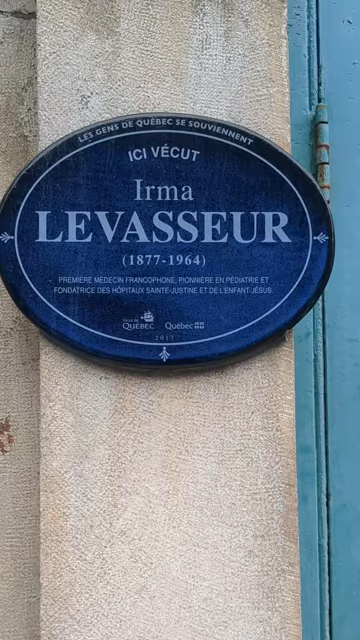 LES GENS DE QUÉBEC SE SOUVIENNENT
ICI VÉCUT
Irma
LEVASSEUR
(1877-1964)
PREMIÈRE MÉDECIN FRANCOPHONE, PIONNIÈRE EN PÉDIATRIE ET
FONDATRICE DES HÔPITAUX SAINTE-JUSTINE ET DE L'ENFANT-JÉSUS.
VILLE DE
QUÉBEC Québec
2012